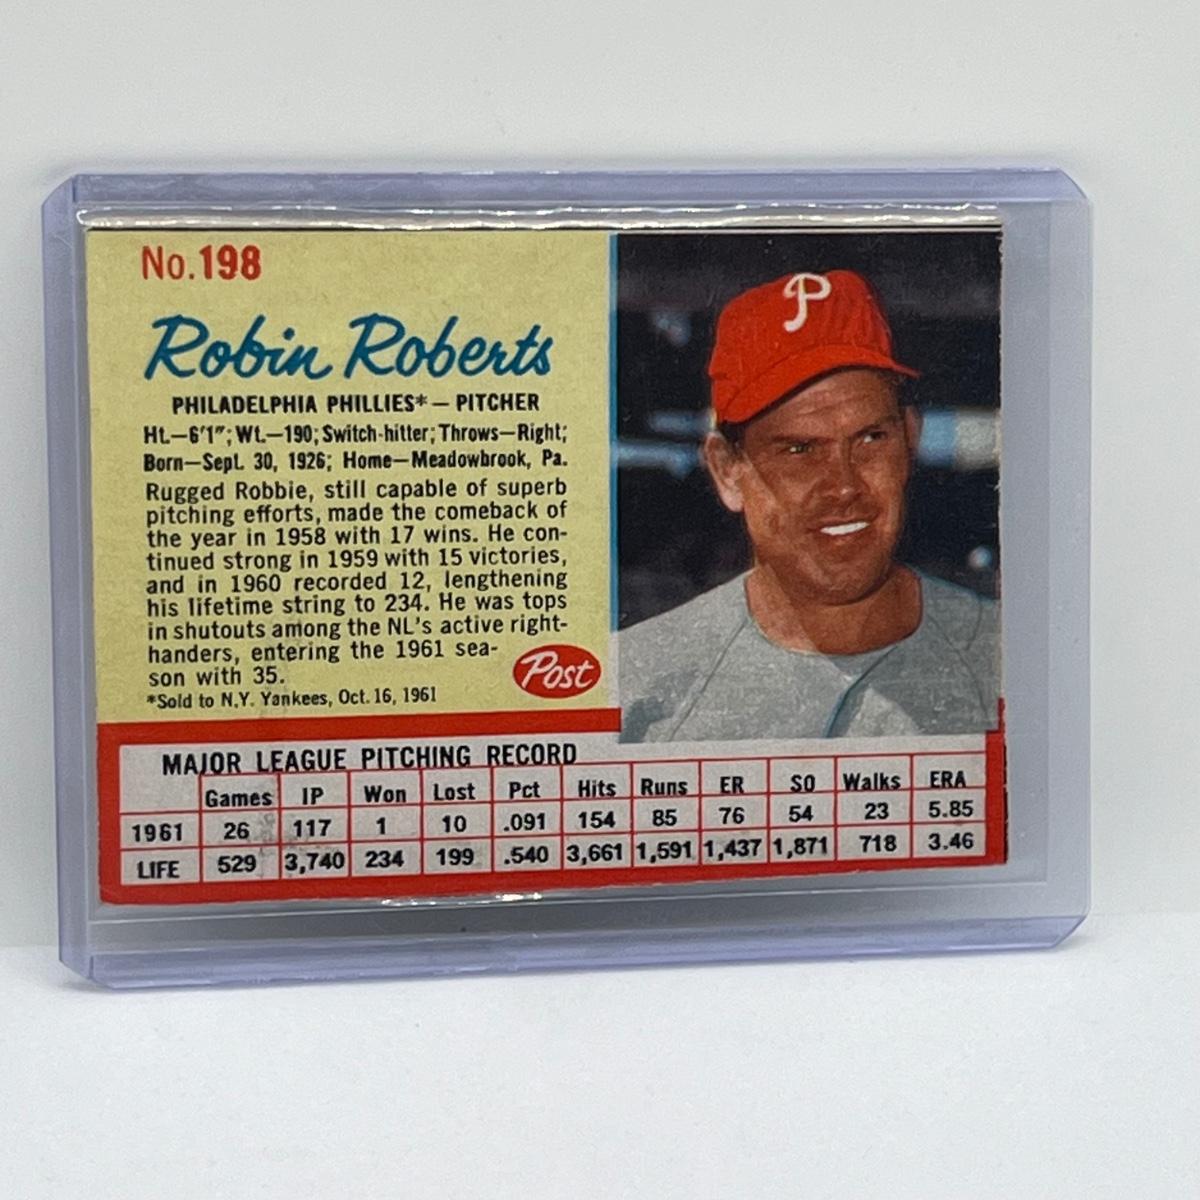 No.198
Robin Roberts
PHILADELPHIA PHILLIES* — PITCHER
Ht.—6'1"; Wt.—190; Switch-hitter; Throws—Right;
Born—Sept. 30, 1926; Home—Meadowbrook, Pa.
Rugged Robbie, still capable of superb
pitching efforts, made the comeback of
the year in 1958 with 17 wins. He con-
tinued strong in 1959 with 15 victories,
and in 1960 recorded 12, lengthening
his lifetime string to 234. He was tops
in shutouts among the NL's active right-
handers, entering the 1961 sea-
son with 35.
Post
*Sold to N.Y. Yankees, Oct. 16, 1961
P
MAJOR LEAGUE PITCHING RECORD
Games IP Won Lost Pct Hits Runs ER SO Walks ERA
1961 26 117 1 10 .091 154 85 76 54 23 5.85
LIFE 529 3,740 234 199 .540 3,661 1,591 1,437 1,871 718 3.46